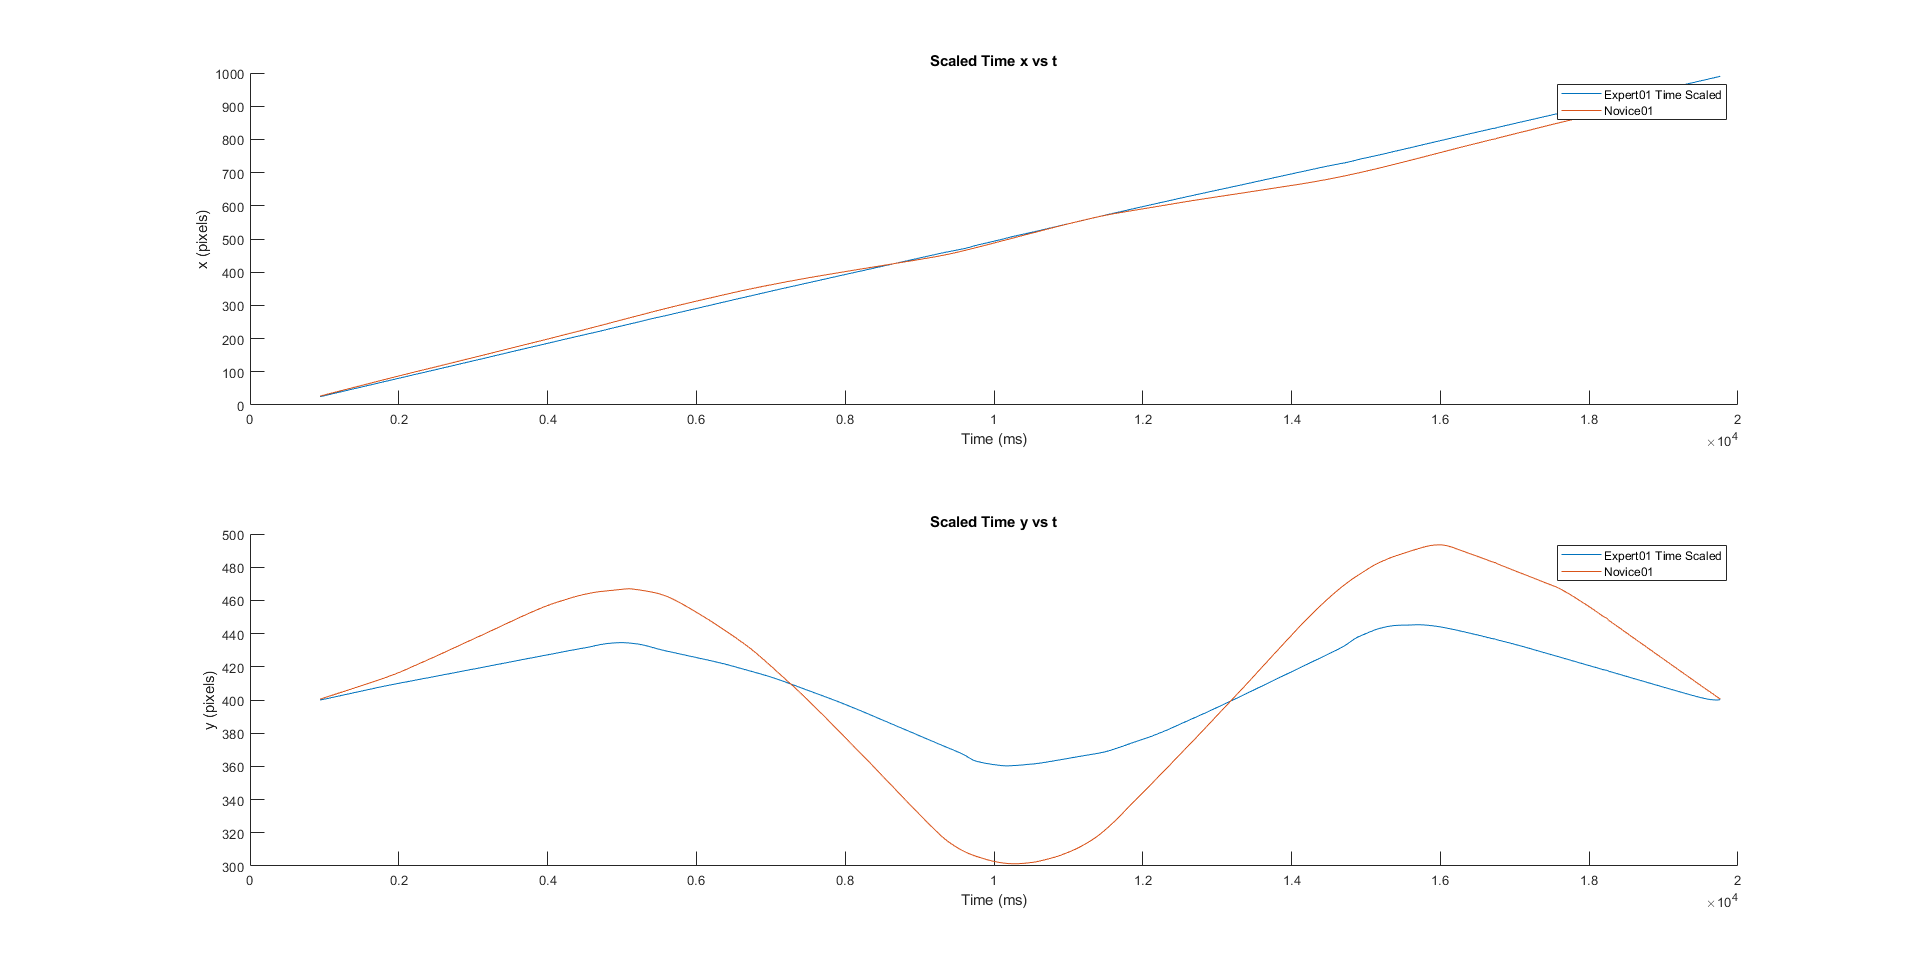 Scaled Time x vs t
1000
900
800
700
600
500
400
300
200
100
0
x (pixels)
Expert01 Time Scaled
Novice01
0 0.2 0.4 0.6 0.8 1 1.2 1.4 1.6 1.8 2
Time (ms)
×10^4
Scaled Time y vs t
500
480
460
440
420
400
380
360
340
320
300
y (pixels)
Expert01 Time Scaled
Novice01
0 0.2 0.4 0.6 0.8 1 1.2 1.4 1.6 1.8 2
Time (ms)
×10^4